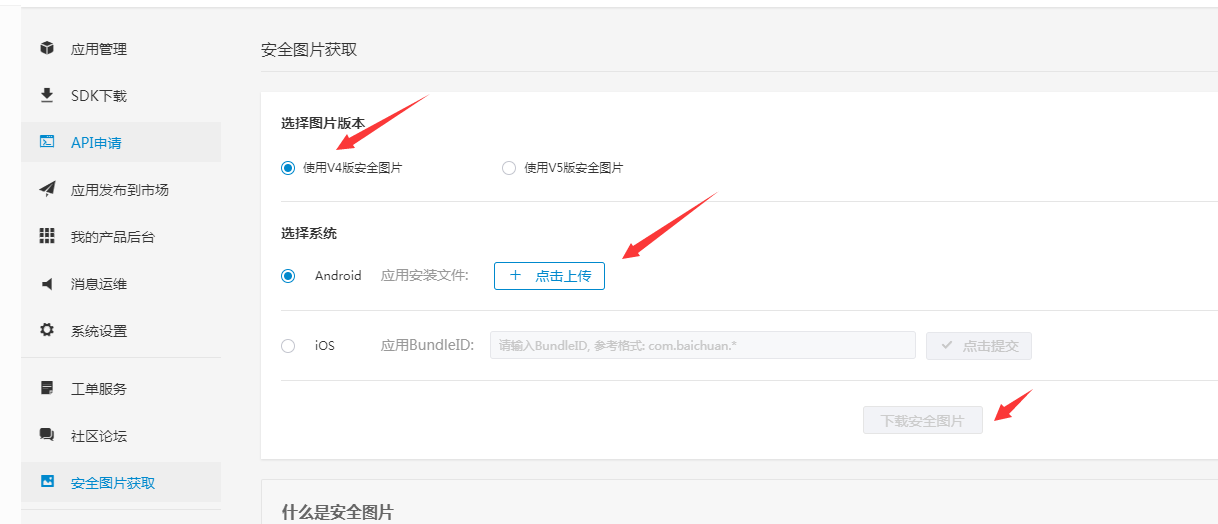 应用管理
SDK下载
API申请
应用发布到市场
我的产品后台
消息运维
系统设置
工单服务
社区论坛
安全图片获取
安全图片获取
选择图片版本
使用V4版安全图片 使用V5版安全图片
选择系统
Android 应用安装文件: + 点击上传
iOS 应用BundleID: 请输入BundleID, 参考格式: com.baichuan.* 点击提交
下载安全图片
什么是安全图片